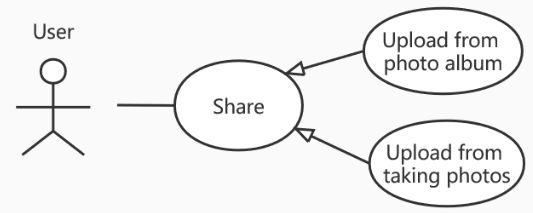 User
Share
Upload from
photo album
Upload from
taking photos